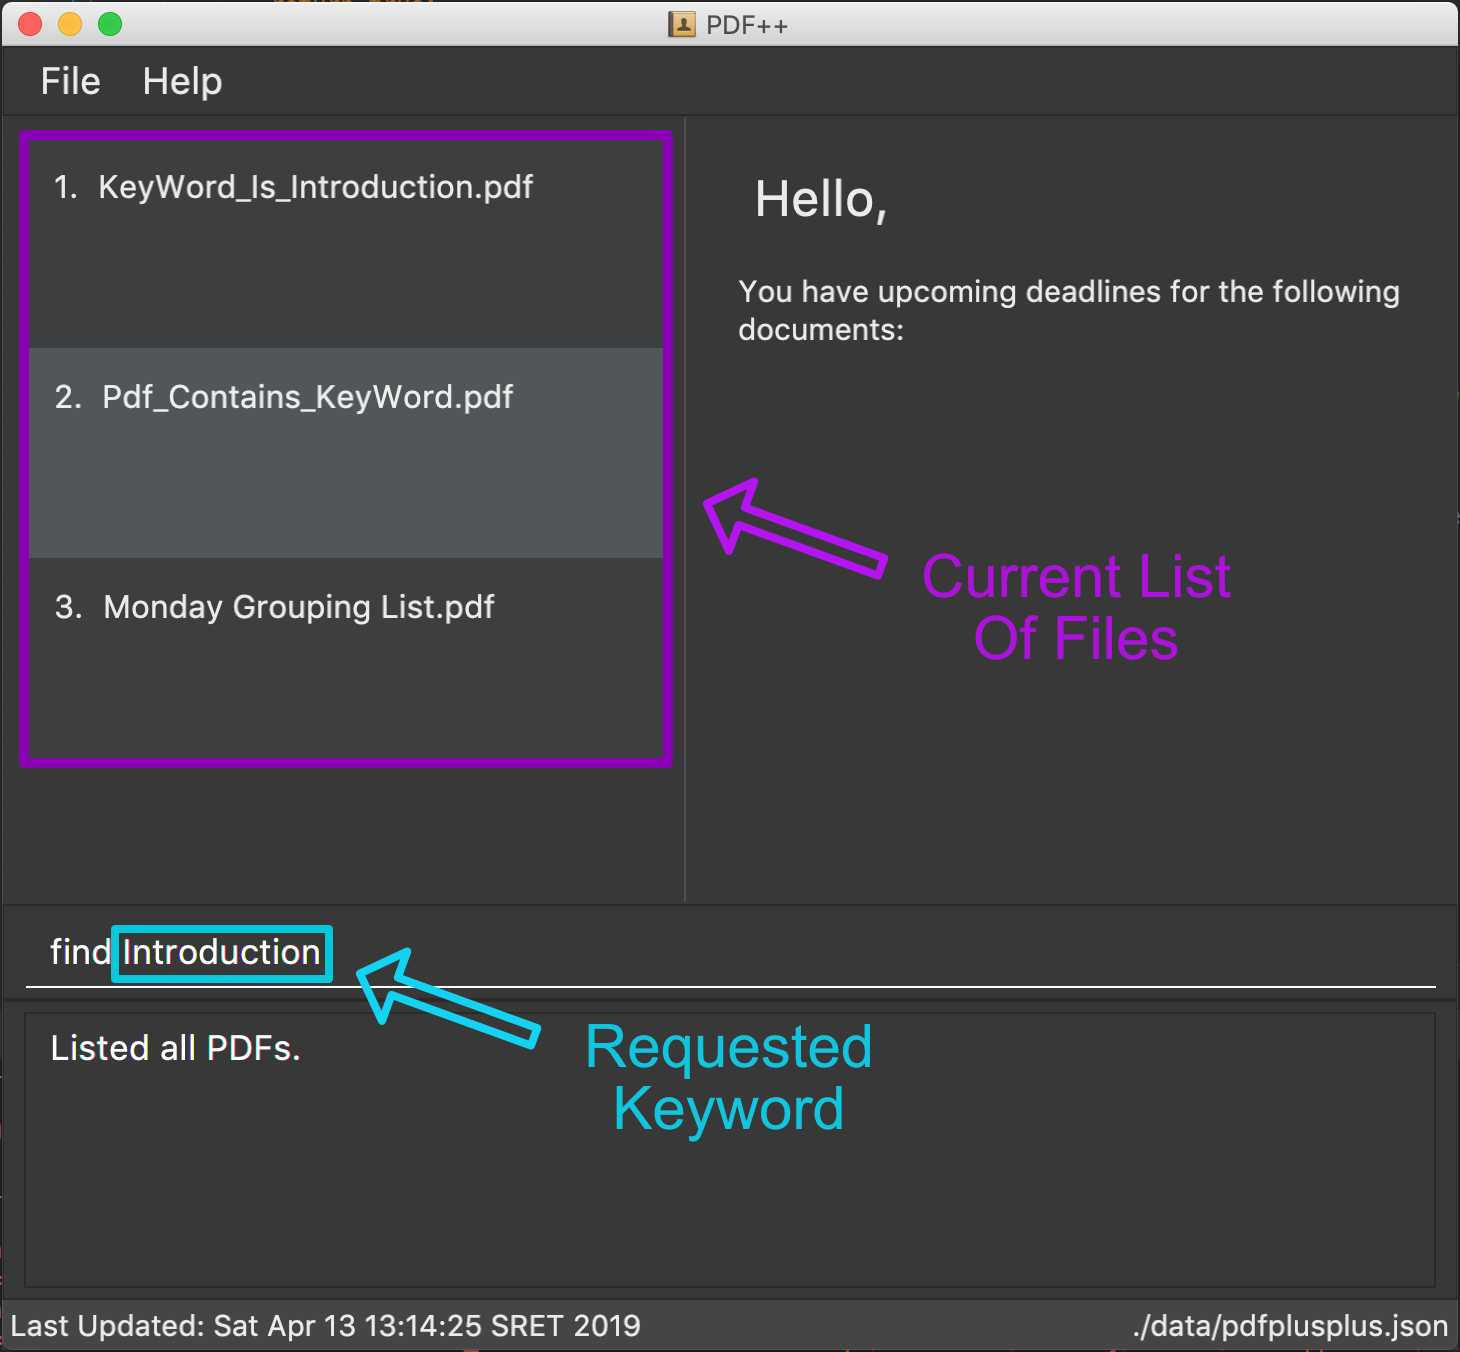 PDF++
File Help
1. KeyWord_Is_Introduction.pdf
2. Pdf_Contains_KeyWord.pdf
3. Monday Grouping List.pdf
Hello,
You have upcoming deadlines for the following
documents:
Current List
Of Files
find Introduction
Requested
Keyword
Listed all PDFs.
Last Updated: Sat Apr 13 13:14:25 SRET 2019
./data/pdfplusplus.json